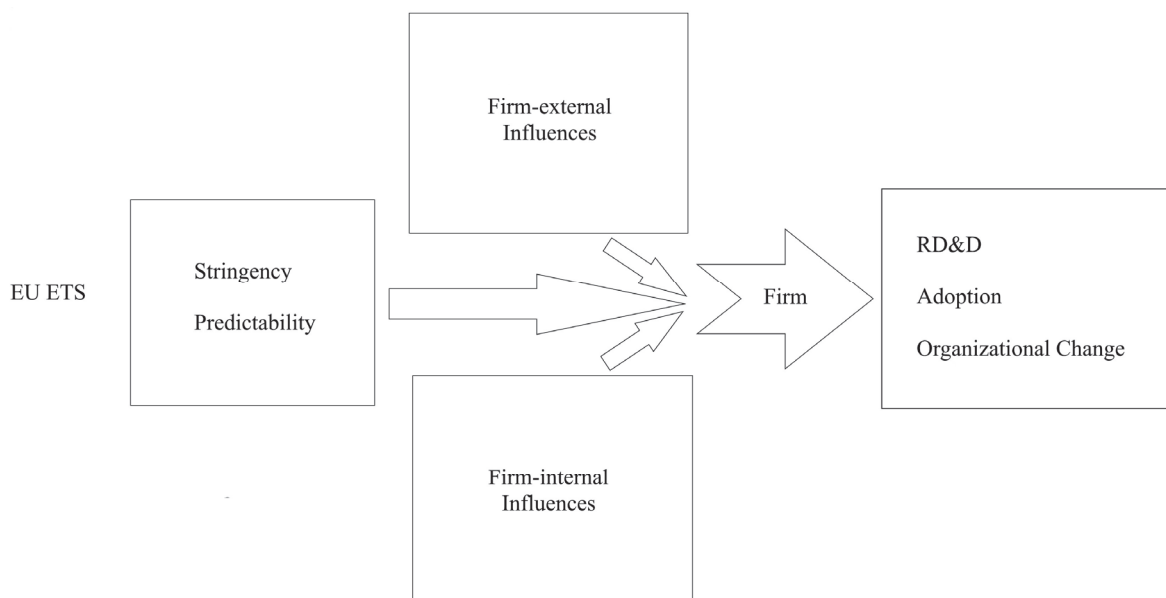 Firm-external
Influences
EU ETS
Stringency
Predictability
Firm
RD&D
Adoption
Organizational Change
Firm-internal
Influences